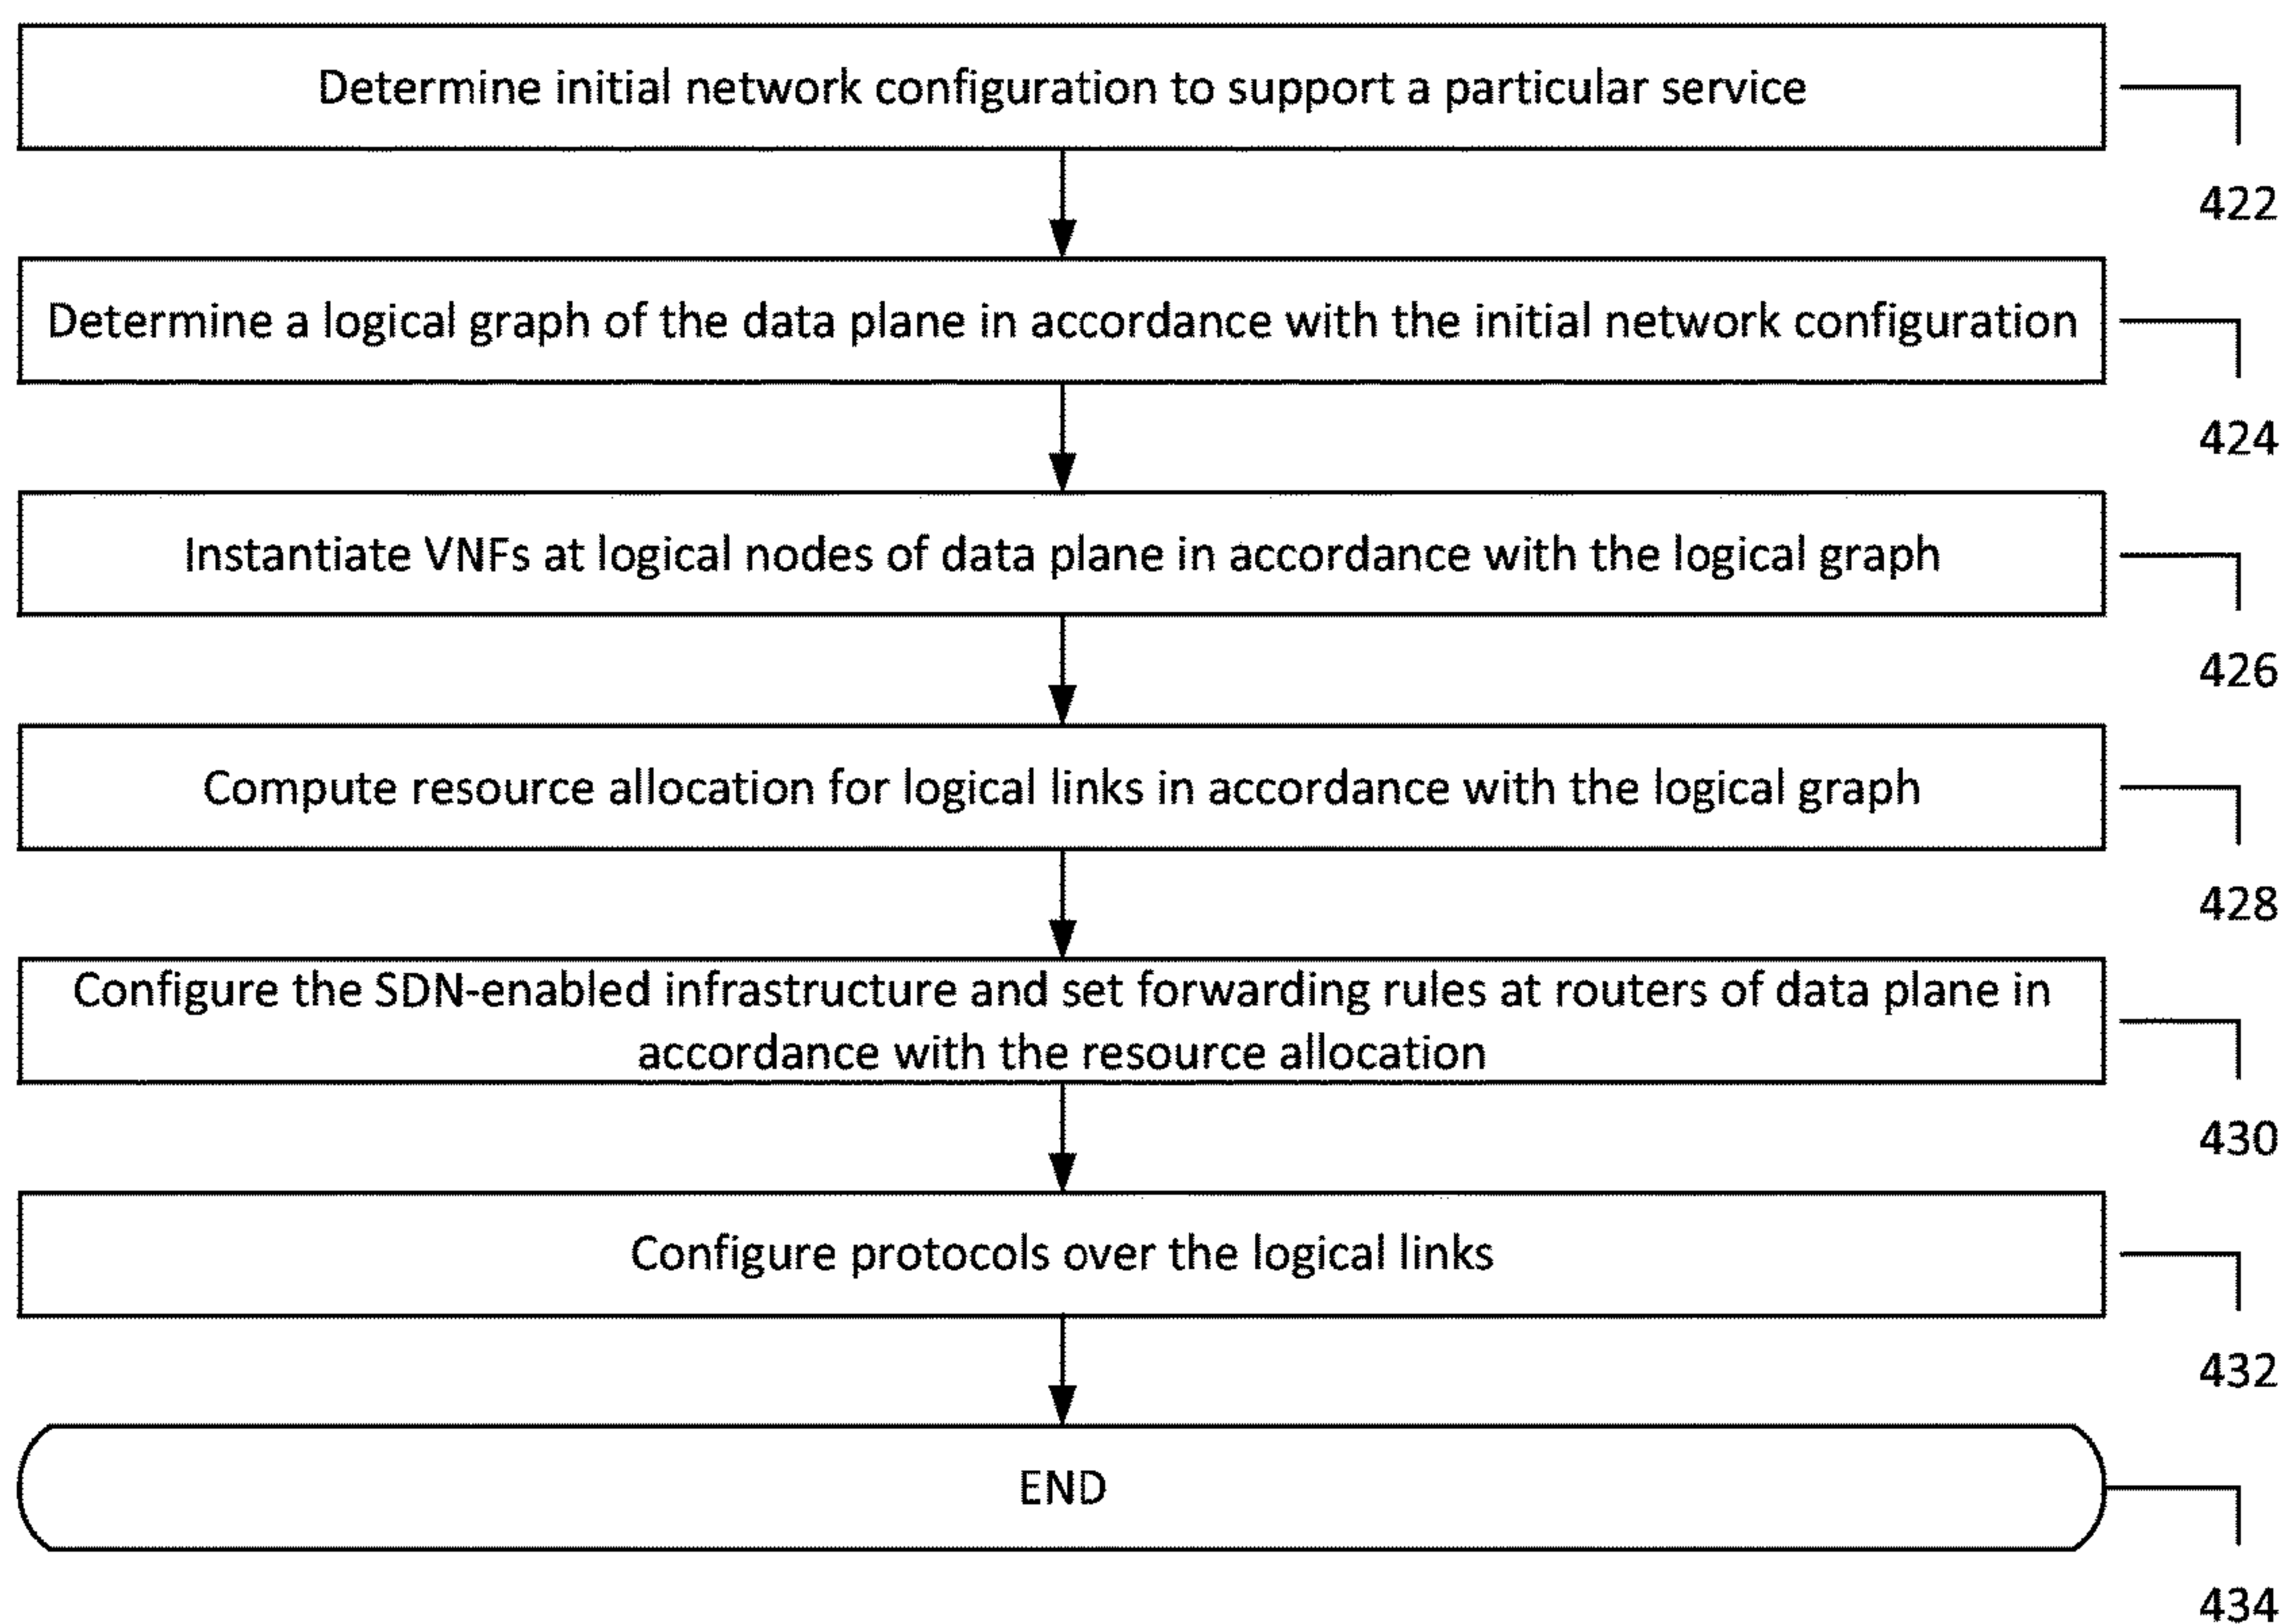 Determine initial network configuration to support a particular service
422
Determine a logical graph of the data plane in accordance with the initial network configuration
424
Instantiate VNFs at logical nodes of data plane in accordance with the logical graph
426
Compute resource allocation for logical links in accordance with the logical graph
428
Configure the SDN-enabled infrastructure and set forwarding rules at routers of data plane in
accordance with the resource allocation
430
Configure protocols over the logical links
432
END
434